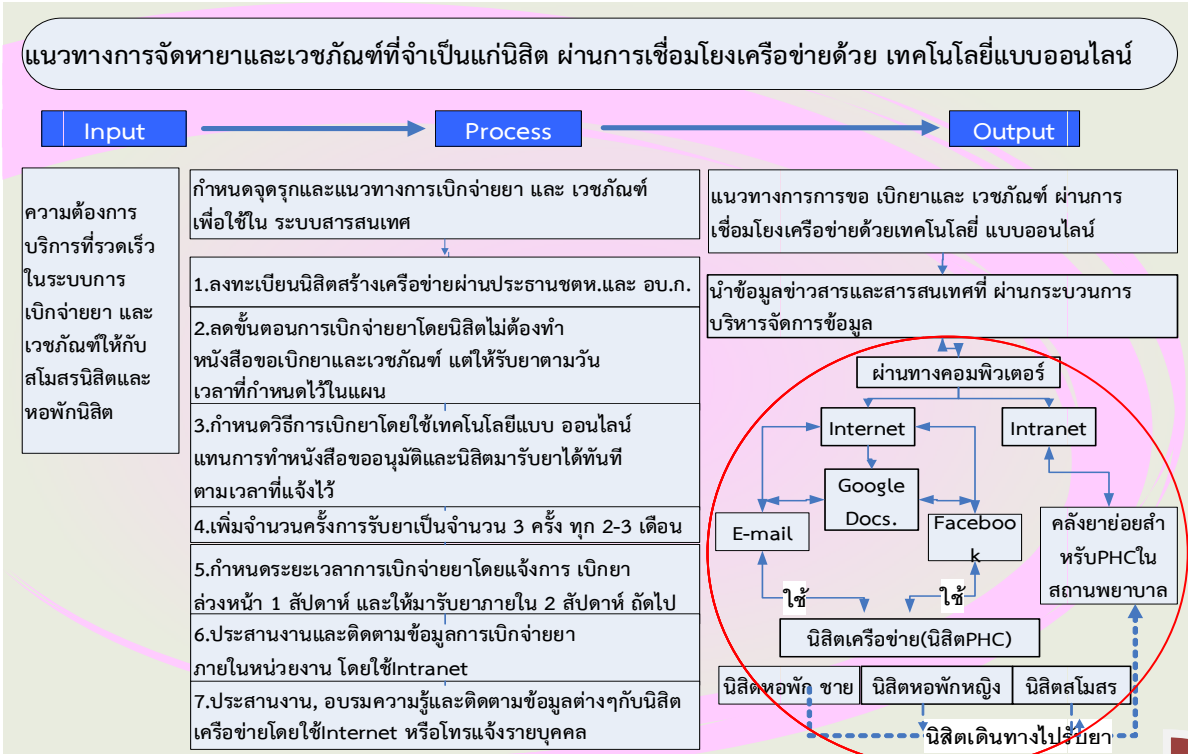 แนวทางการจัดหายาและเวชภัณฑ์ที่จำเป็นแก่นิสิต ผ่านการเชื่อมโยงเครือข่ายด้วย เทคโนโลยี่แบบออนไลน์
Input
Process
Output
ความต้องการ
บริการที่รวดเร็ว
ในระบบการ
เบิกจ่ายยา และ
เวชภัณฑ์ให้กับ
สโมสรนิสิตและ
หอพักนิสิต
กำหนดจุดรุกและแนวทางการเบิกจ่ายยา และ เวชภัณฑ์
เพื่อใช้ใน ระบบสารสนเทศ
1.ลงทะเบียนนิสิตสร้างเครือข่ายผ่านประธานชตห.และ อบ.ก.
2.ลดขั้นตอนการเบิกจ่ายยาโดยนิสิตไม่ต้องทำ
หนังสือขอเบิกยาและเวชภัณฑ์ แต่ให้รับยาตามวัน
เวลาที่กำหนดไว้ในแผน
3.กำหนดวิธีการเบิกยาโดยใช้เทคโนโลยีแบบ ออนไลน์
แทนการทำหนังสือขออนุมัติและนิสิตมารับยาได้ทันที
ตามเวลาที่แจ้งไว้
4.เพิ่มจำนวนครั้งการรับยาเป็นจำนวน 3 ครั้ง ทุก 2-3 เดือน
5.กำหนดระยะเวลาการเบิกจ่ายยาโดยแจ้งการ เบิกยา
ล่วงหน้า 1 สัปดาห์ และให้มารับยาภายใน 2 สัปดาห์ ถัดไป
6.ประสานงานและติดตามข้อมูลการเบิกจ่ายยา
ภายในหน่วยงาน โดยใช้Intranet
7.ประสานงาน, อบรมความรู้และติดตามข้อมูลต่างๆกับนิสิต
เครือข่ายโดยใช้Internet หรือโทรแจ้งรายบุคคล
แนวทางการการขอ เบิกยาและ เวชภัณฑ์ ผ่านการ
เชื่อมโยงเครือข่ายด้วยเทคโนโลยี่ แบบออนไลน์
นำข้อมูลข่าวสารและสารสนเทศที่ ผ่านกระบวนการ
บริหารจัดการข้อมูล
ผ่านทางคอมพิวเตอร์
Internet
Intranet
Google
Docs.
E-mail
Faceboo
k
คลังยาย่อยสำ
หรับPHCใน
สถานพยาบาล
ใช้
ใช้
นิสิตเครือข่าย(นิสิตPHC)
นิสิตหอพัก ชาย
นิสิตหอพักหญิง
นิสิตสโมสร
นิสิตเดินทางไปรับยา